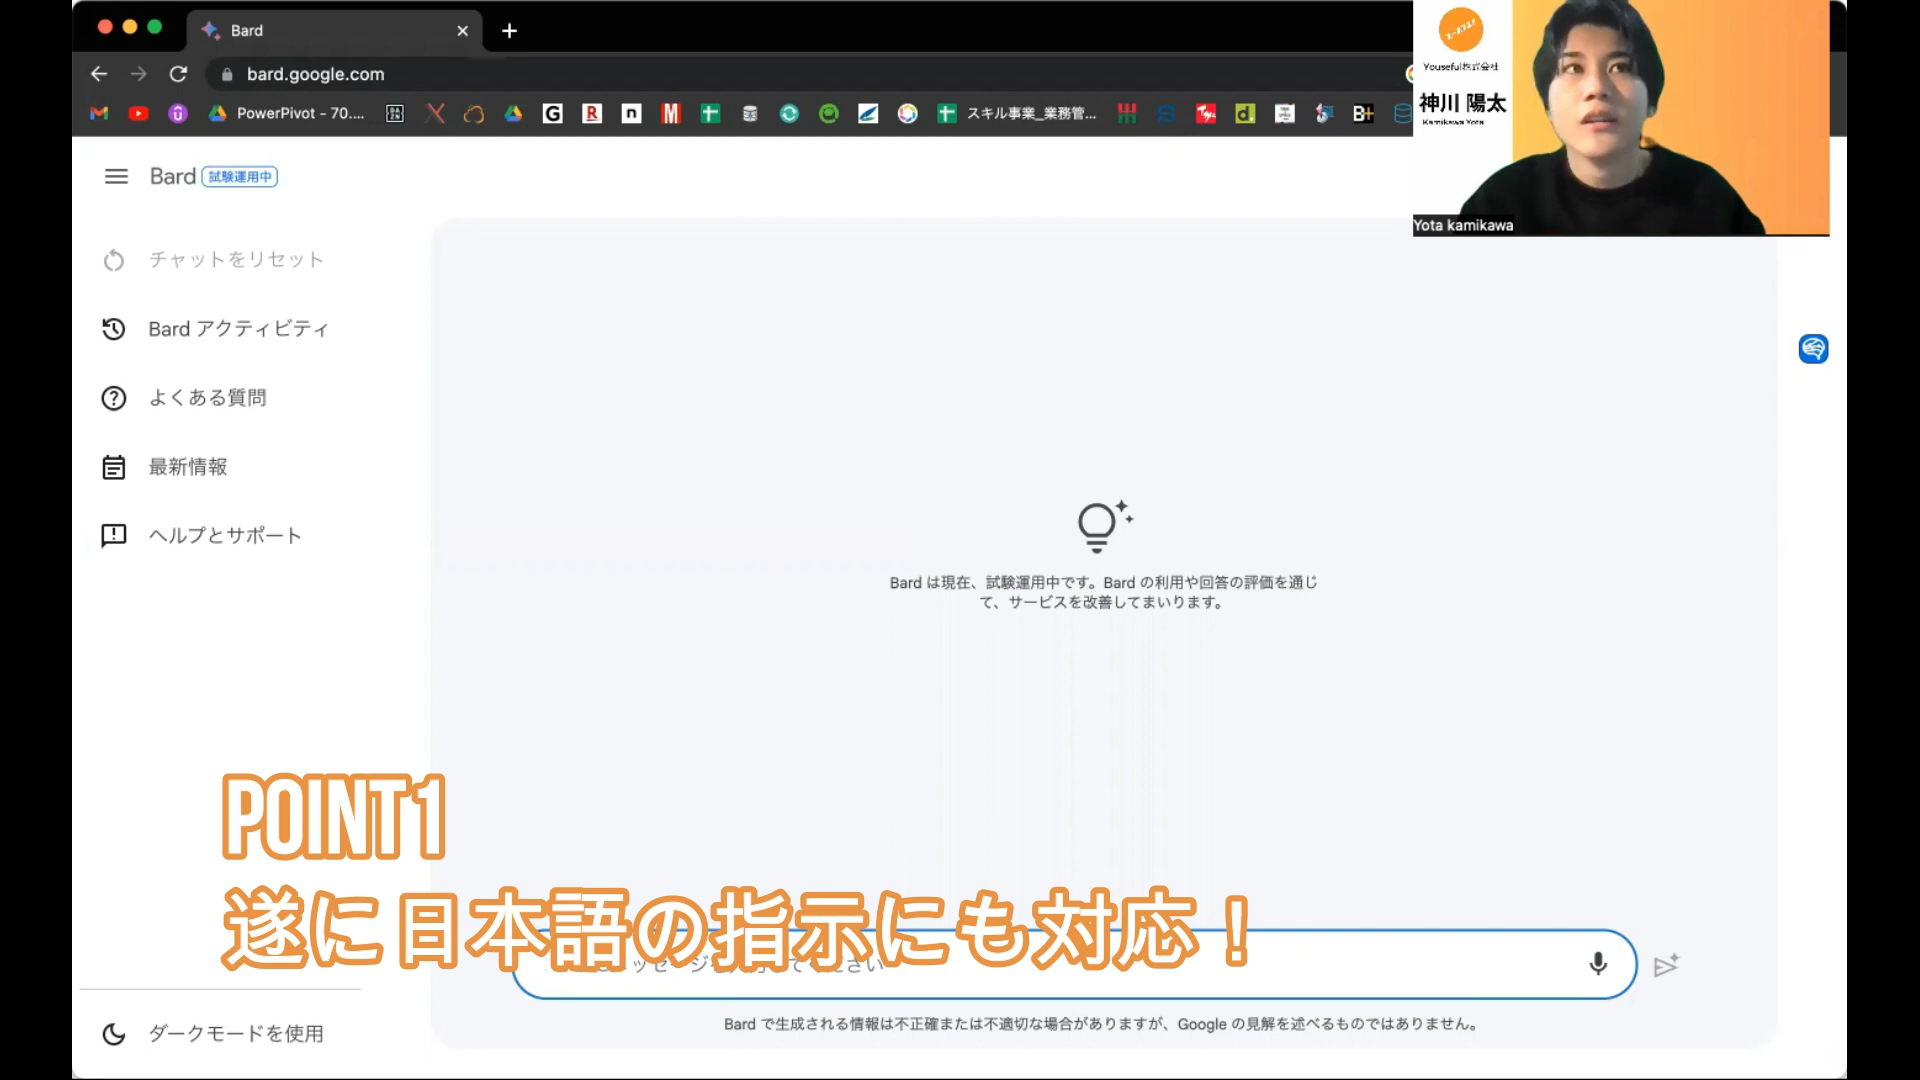 Bard
bard.google.com
PowerPivot - 70....
スキル事業_業務管...
Youseful株式会社
神川 陽太
Kamikawa Yota
Yota kamikawa
Bard 試験運用中
チャットをリセット
Bard アクティビティ
よくある質問
最新情報
ヘルプとサポート
Bard は現在、試験運用中です。Bard の利用や回答の評価を通じ
て、サービスを改善してまいります。
POINT1
遂に日本語の指示にも対応！
Bard で生成される情報は不正確または不適切な場合がありますが、Google の見解を述べるものではありません。
ダークモードを使用